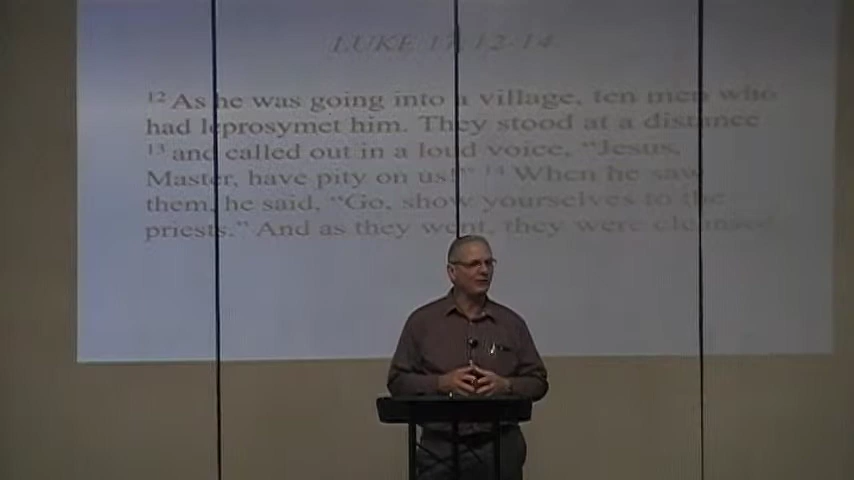 LUKE 17:12-14
12 As he was going into a village, ten men who
had leprosymet him. They stood at a distance
13 and called out in a loud voice, "Jesus,
Master, have pity on us!" 14 When he saw
them, he said, "Go, show yourselves to the
priests." And as they went, they were cleansed